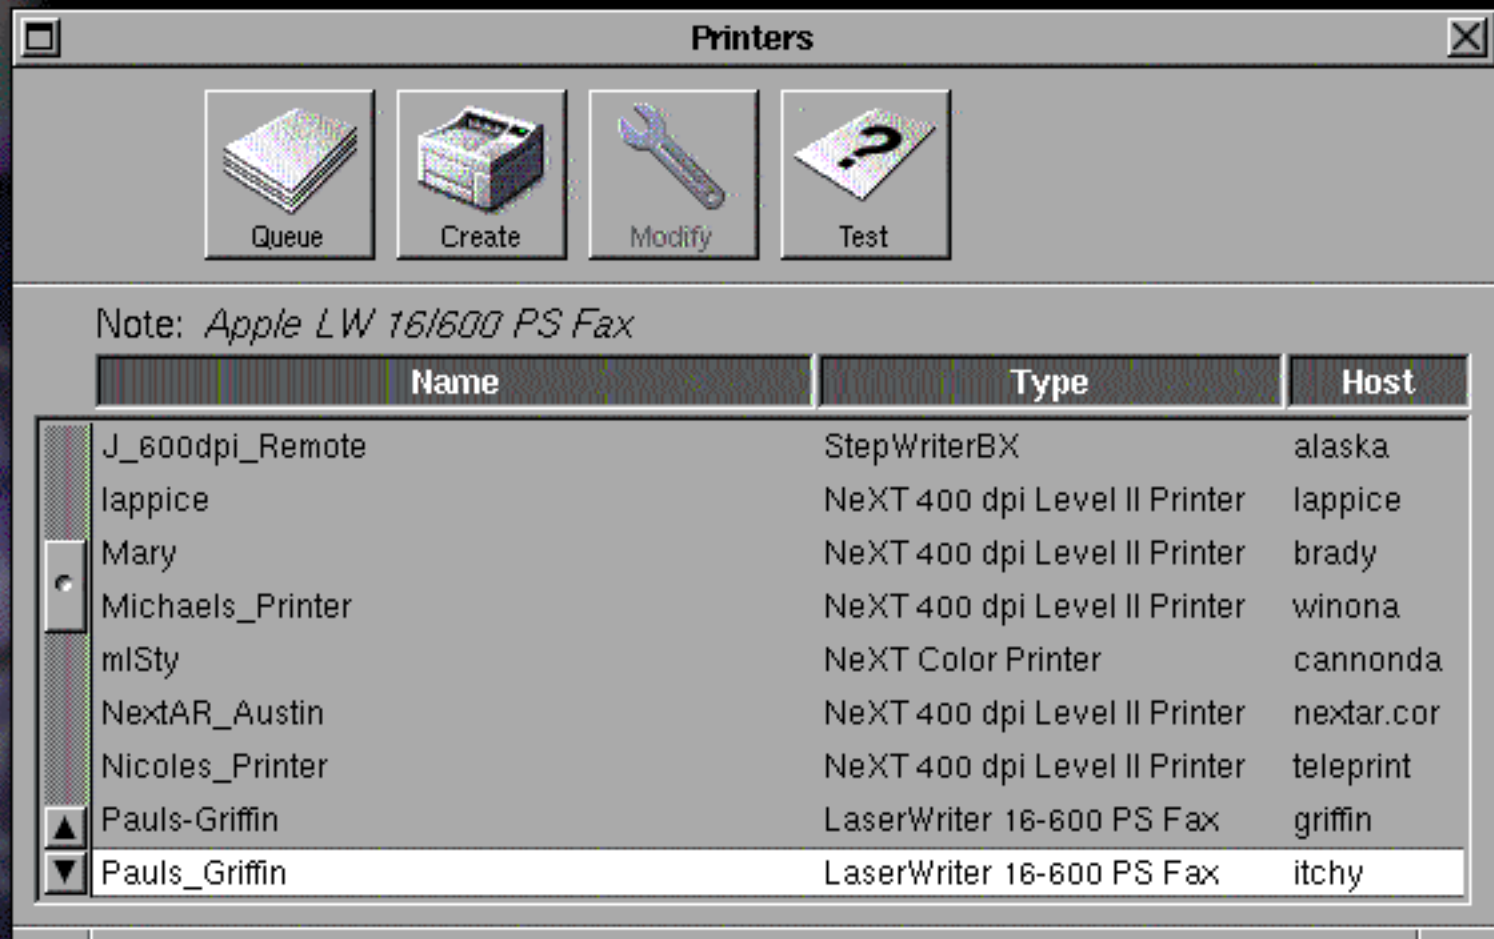 Printers
Queue Create Modify Test
Note: Apple LW 16/600 PS Fax
Name Type Host
J_600dpi_Remote StepWriterBX alaska
lappice NeXT 400 dpi Level II Printer lappice
Mary NeXT 400 dpi Level II Printer brady
Michaels_Printer NeXT 400 dpi Level II Printer winona
mlSty NeXT Color Printer cannonda
NextAR_Austin NeXT 400 dpi Level II Printer nextar.cor
Nicoles_Printer NeXT 400 dpi Level II Printer teleprint
Pauls-Griffin LaserWriter 16-600 PS Fax griffin
Pauls_Griffin LaserWriter 16-600 PS Fax itchy